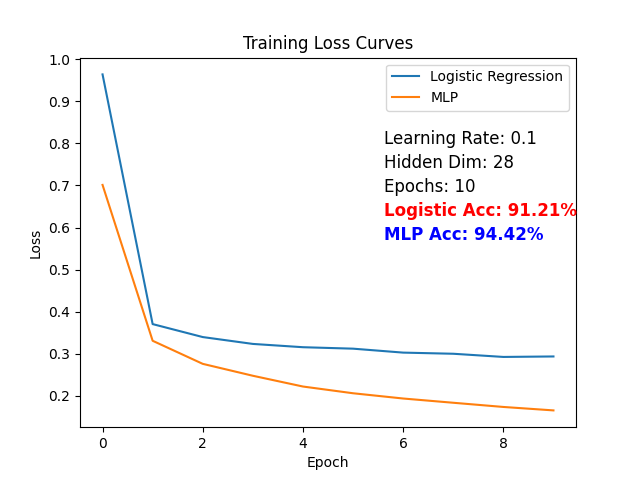 Training Loss Curves
1.0
0.9
0.8
0.7
0.6
0.5
0.4
0.3
0.2
Loss
Logistic Regression
MLP
Learning Rate: 0.1
Hidden Dim: 28
Epochs: 10
Logistic Acc: 91.21%
MLP Acc: 94.42%
0 2 4 6 8
Epoch